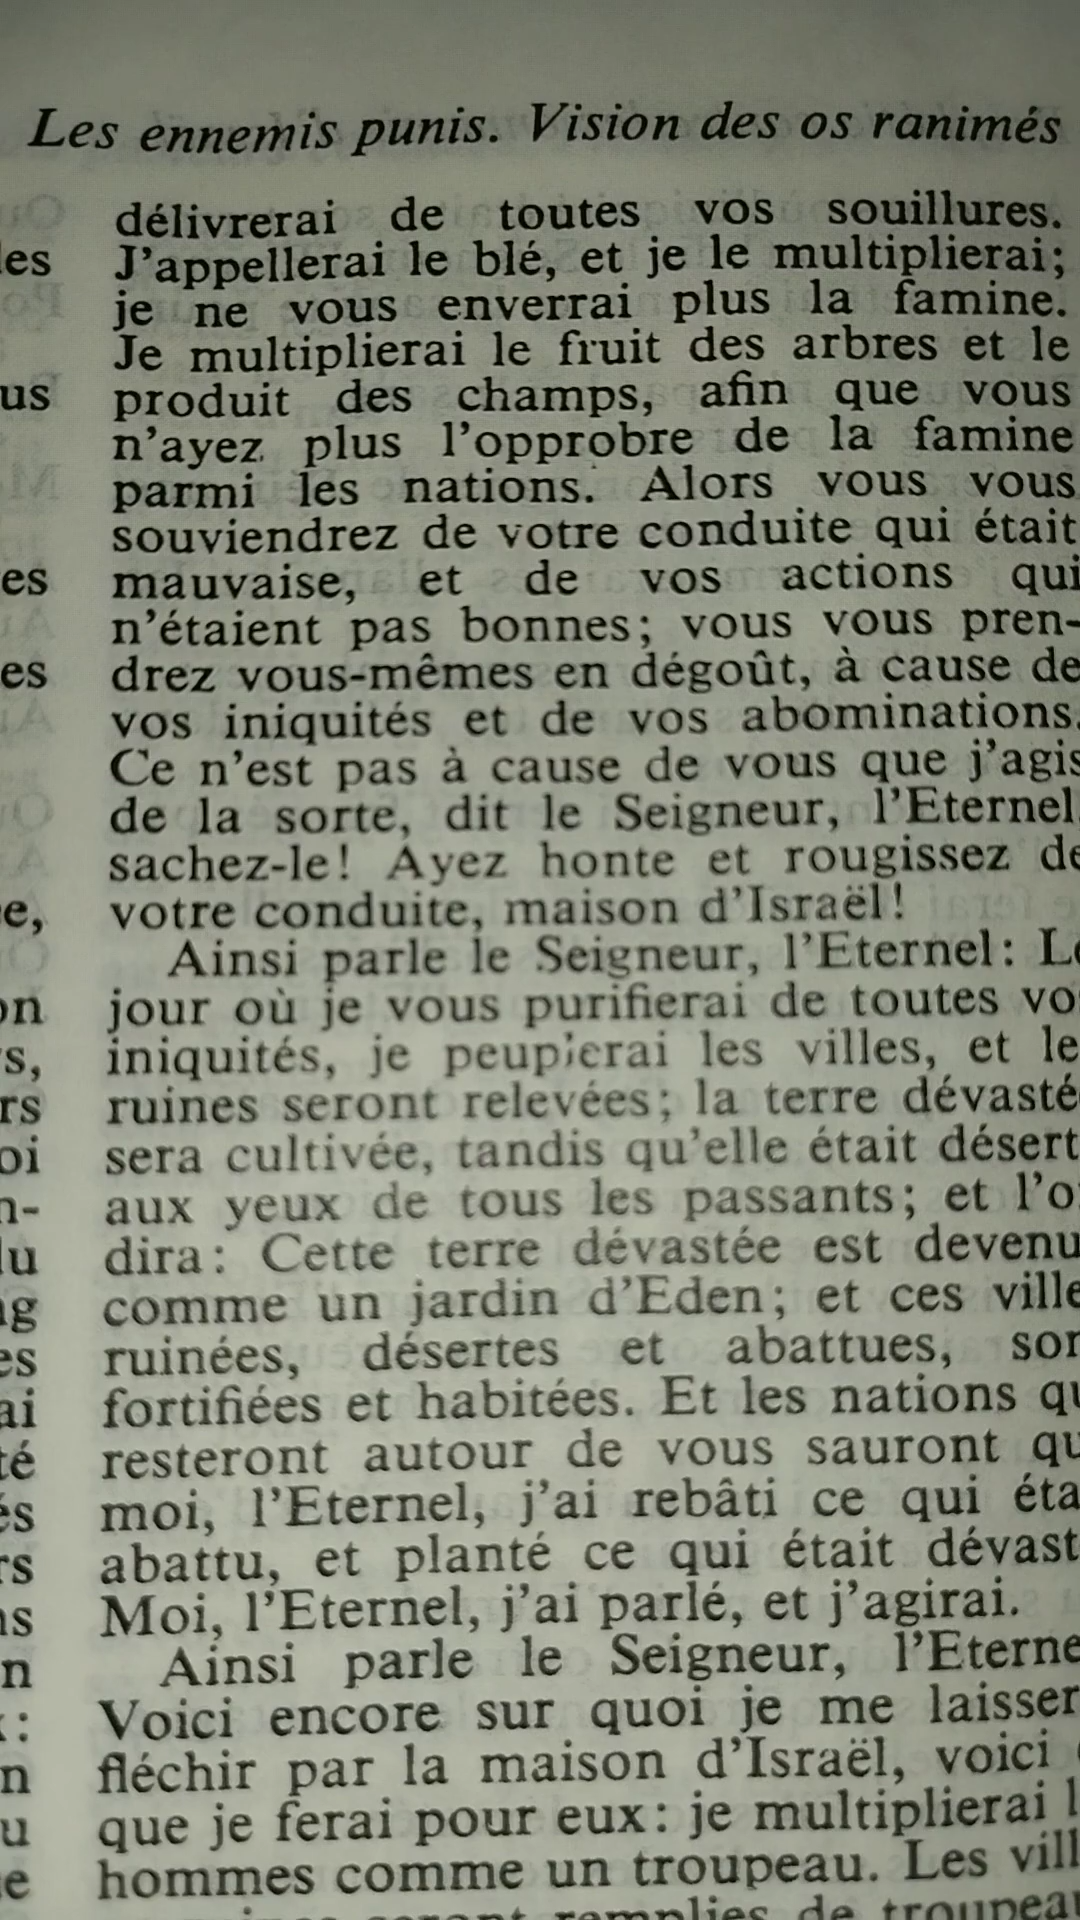 Les ennemis punis. Vision des os ranimés
délivrerai de toutes vos souillures.
J'appellerai le blé, et je le multiplierai;
je ne vous enverrai plus la famine.
Je multiplierai le fruit des arbres et le
produit des champs, afin que vous
n'ayez plus l'opprobre de la famine
parmi les nations. Alors vous vous
souviendrez de votre conduite qui était
mauvaise, et de vos actions qui
n'étaient pas bonnes; vous vous pren-
drez vous-mêmes en dégoût, à cause de
vos iniquités et de vos abominations.
Ce n'est pas à cause de vous que j'agis
de la sorte, dit le Seigneur, l'Eternel,
sachez-le! Ayez honte et rougissez de
votre conduite, maison d'Israël!
Ainsi parle le Seigneur, l'Eternel: Le
jour où je vous purifierai de toutes vo
iniquités, je peuplerai les villes, et le
ruines seront relevées; la terre dévasté
sera cultivée, tandis qu'elle était désert
aux yeux de tous les passants; et l'o
dira: Cette terre dévastée est devenu
comme un jardin d'Eden; et ces ville
ruinées, désertes et abattues, son
fortifiées et habitées. Et les nations qu
resteront autour de vous sauront qu
moi, l'Eternel, j'ai rebâti ce qui éta
abattu, et planté ce qui était dévast
Moi, l'Eternel, j'ai parlé, et j'agirai.
Ainsi parle le Seigneur, l'Eterne
Voici encore sur quoi je me laisser
fléchir par la maison d'Israël, voici
que je ferai pour eux: je multiplierai l
hommes comme un troupeau. Les vill
seront remplies de troupeau